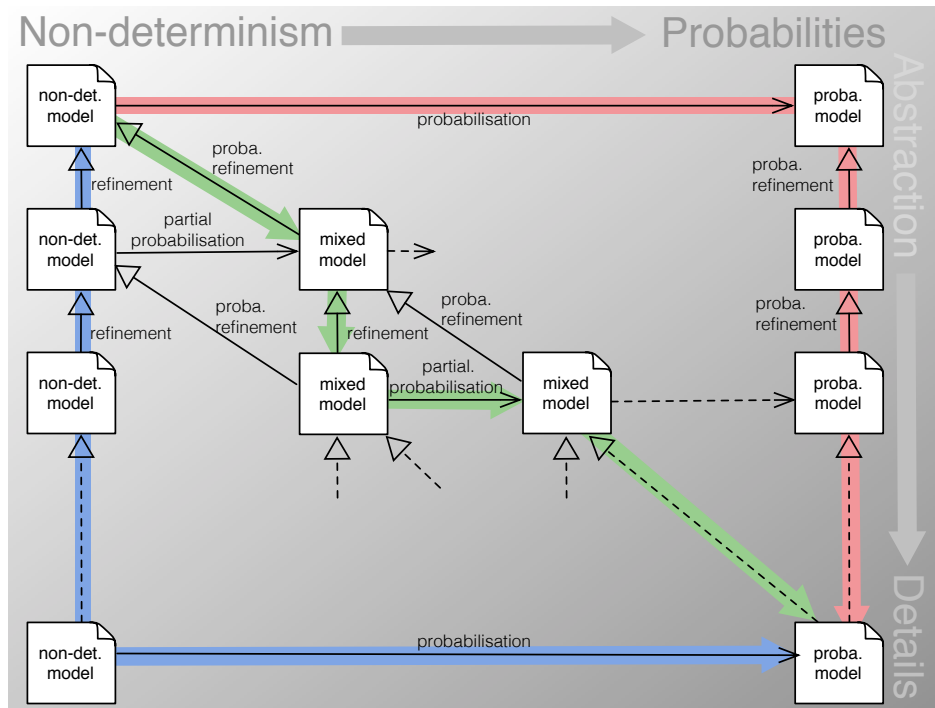 Non-determinism
Probabilities
Abstraction
Details
non-det.
model
probabilisation
proba.
model
proba.
refinement
refinement
proba.
refinement
non-det.
model
partial
probabilisation
mixed
model
proba.
model
refinement
proba.
refinement
refinement
proba.
refinement
proba.
refinement
non-det.
model
mixed
model
partial.
probabilisation
mixed
model
proba.
model
non-det.
model
probabilisation
proba.
model